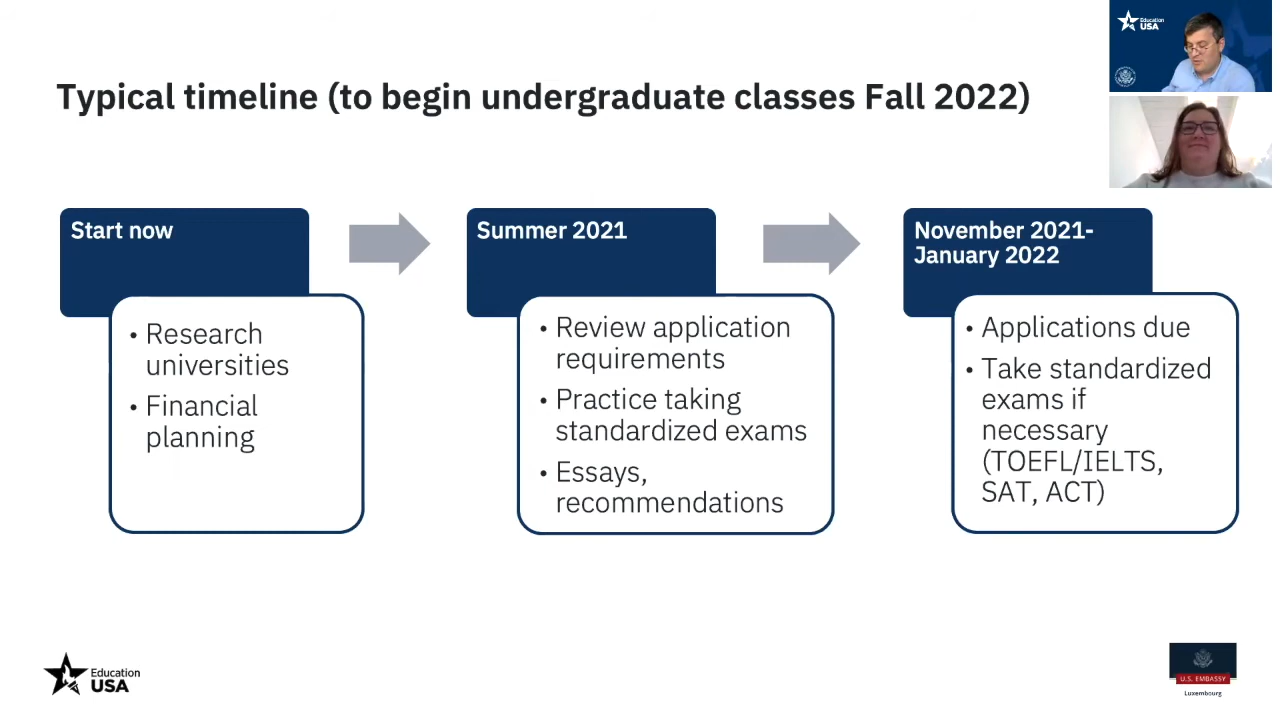 Education
USA
Typical timeline (to begin undergraduate classes Fall 2022)
Start now
• Research
universities
• Financial
planning
Summer 2021
• Review application
requirements
• Practice taking
standardized exams
• Essays,
recommendations
November 2021-
January 2022
• Applications due
• Take standardized
exams if
necessary
(TOEFL/IELTS,
SAT, ACT)
Education
USA
U.S. EMBASSY
Luxembourg